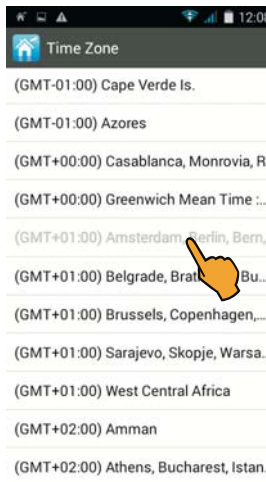 12:08
Time Zone
(GMT-01:00) Cape Verde Is.
(GMT-01:00) Azores
(GMT+00:00) Casablanca, Monrovia, R
(GMT+00:00) Greenwich Mean Time :...
(GMT+01:00) Amsterdam, Berlin, Bern,
(GMT+01:00) Belgrade, Bu...
(GMT+01:00) Brussels, Copenhagen,...
(GMT+01:00) Sarajevo, Skopje, Warsa.
(GMT+01:00) West Central Africa
(GMT+02:00) Amman
(GMT+02:00) Athens, Bucharest, Istan.